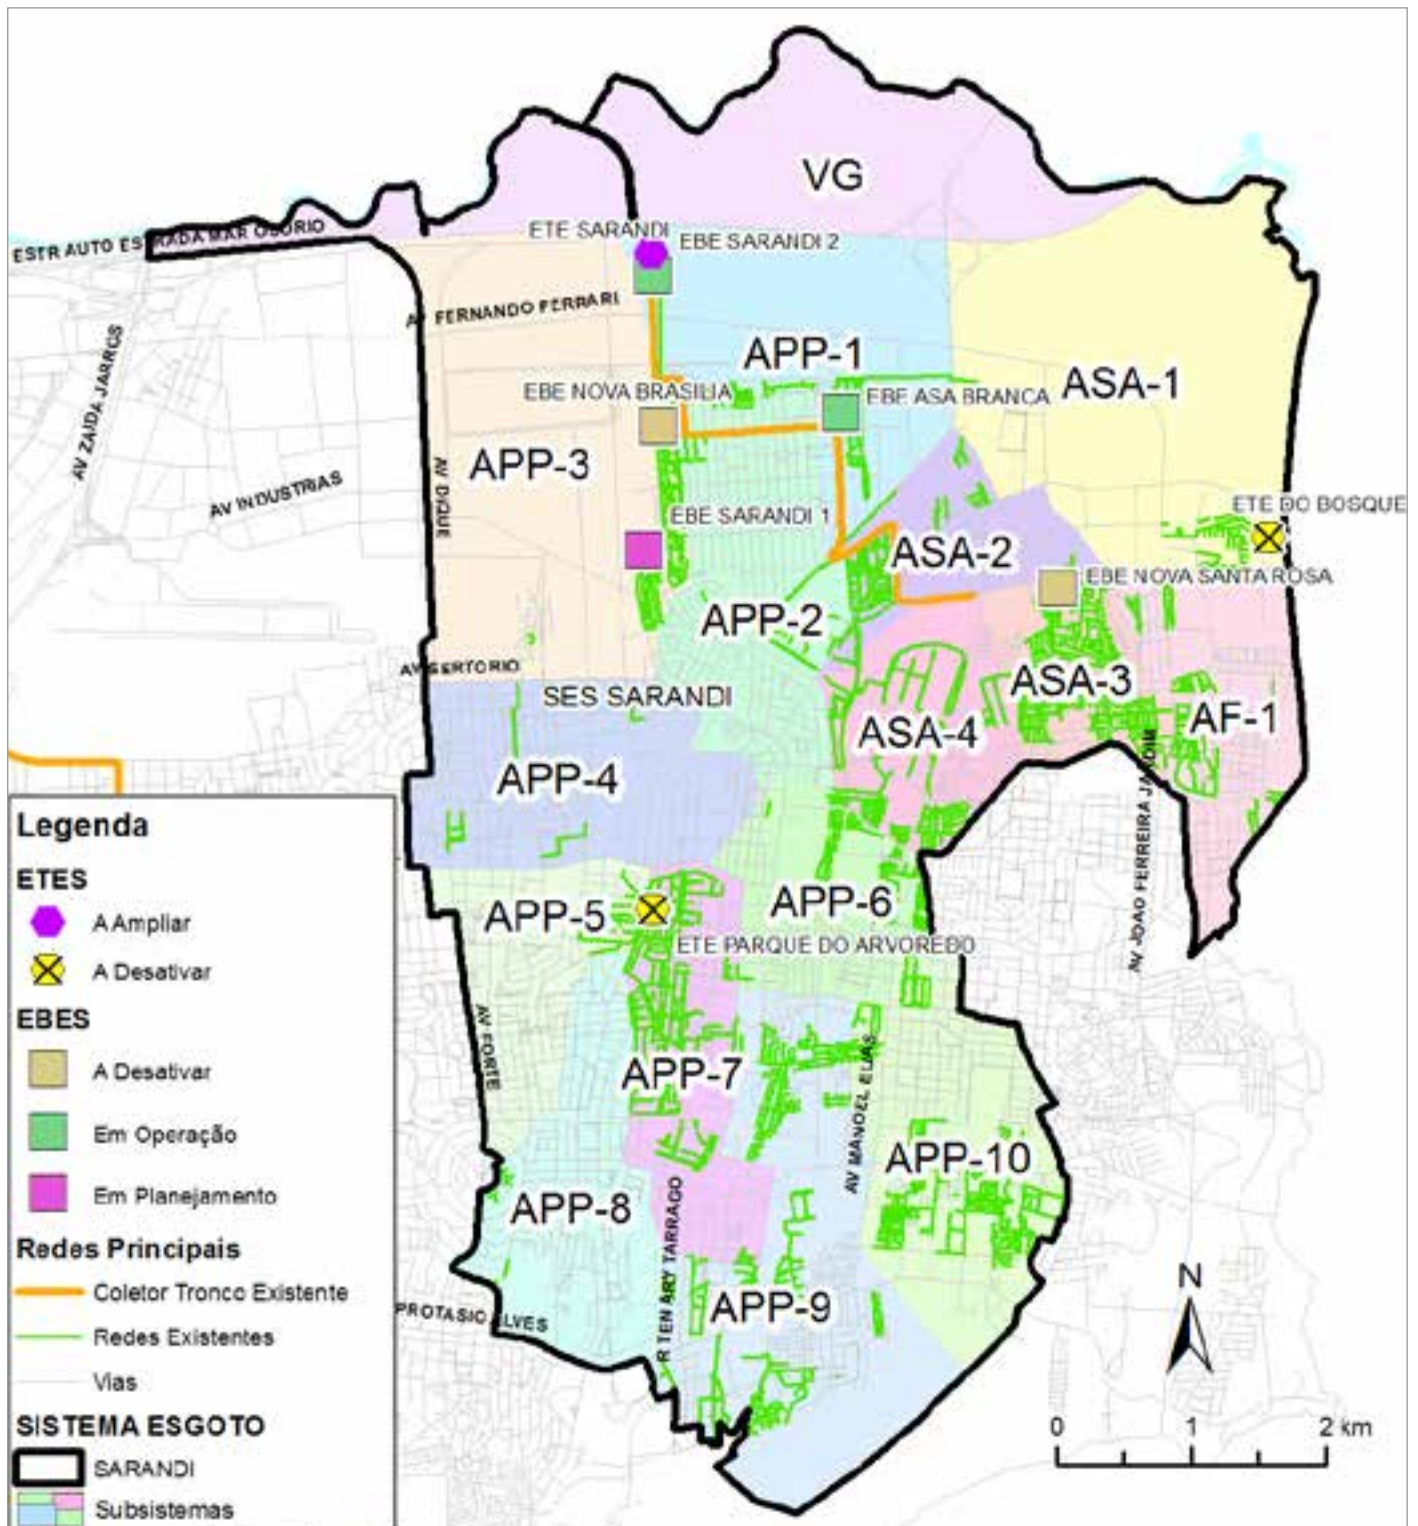 VG
ESTR AUTO ESTRADA MAR OSORIO
ETE SARANDI
EBE SARANDI 2
AV FERNANDO FERRARI
AV ZAIDA JARROS
APP-1
EBE NOVA BRASILIA
EBE ASA BRANCA
ASA-1
APP-3
AV DIQUE
AV INDUSTRIAS
EBE SARANDI 1
ETE DO BOSQUE
ASA-2
EBE NOVA SANTA ROSA
APP-2
AV SERTORIO
SES SARANDI
ASA-3
ASA-4
AF-1
APP-4
AV JOAO FERREIRA JARDIM
APP-5
APP-6
ETE PARQUE DO ARVOREDO
AV FORTE
APP-7
AV MANOEL ELIAS
APP-10
APP-8
R TEN ARY TARRAGO
APP-9
PROTASIO ALVES
N
0 1 2 km
Legenda
ETES
A Ampliar
A Desativar
EBES
A Desativar
Em Operação
Em Planejamento
Redes Principais
Coletor Tronco Existente
Redes Existentes
Vias
SISTEMA ESGOTO
SARANDI
Subsistemas